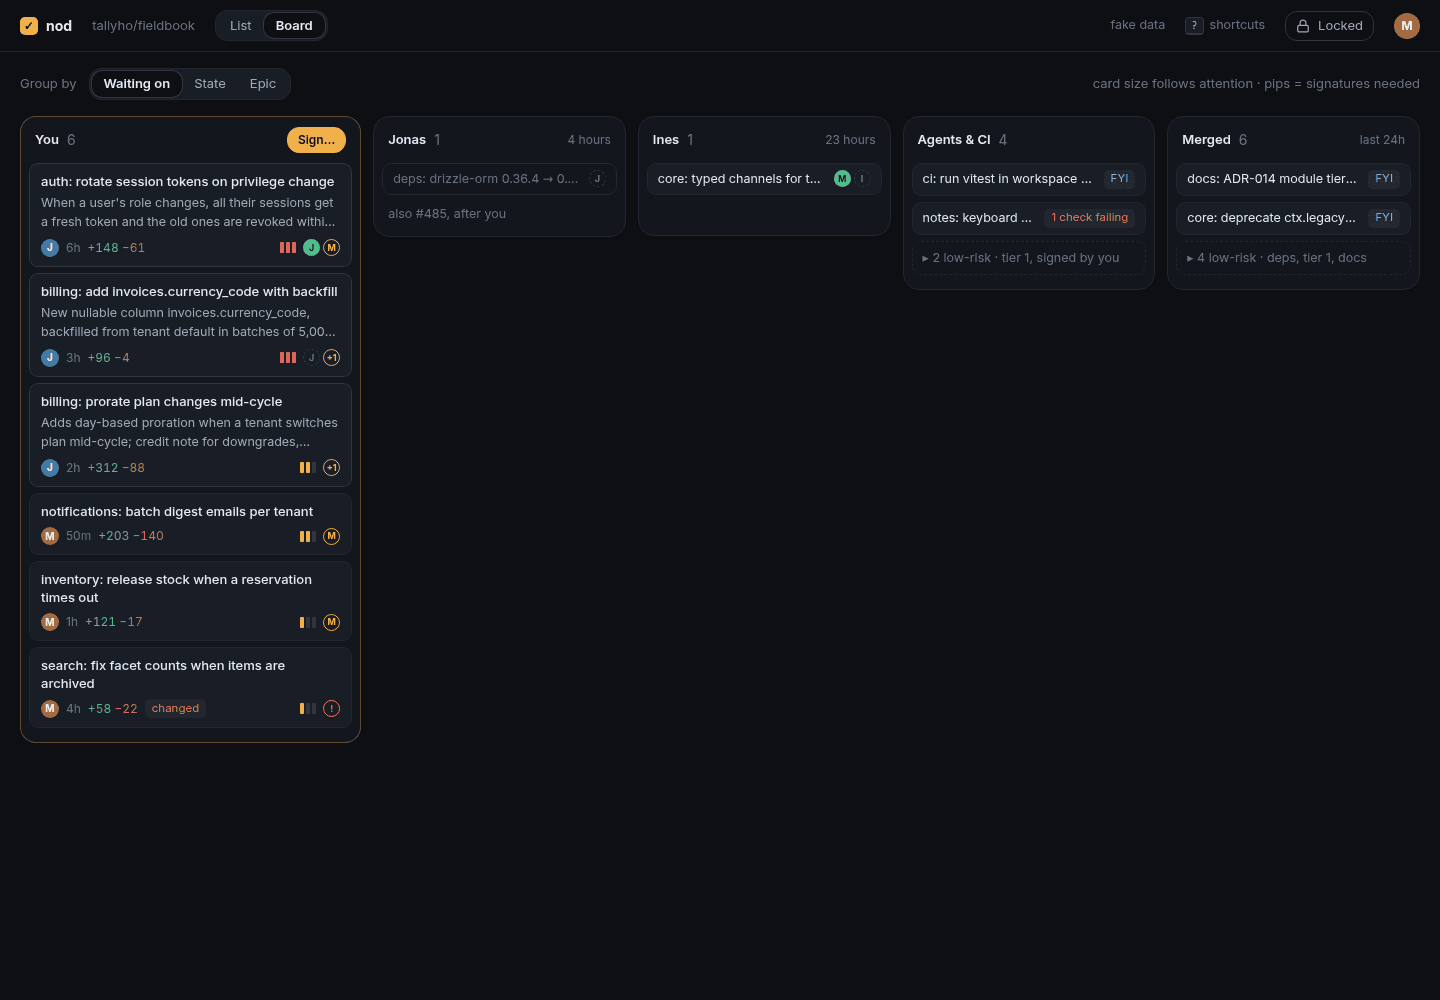 ✓ nod tallyho/fieldbook List Board fake data ? shortcuts Locked M
Group by Waiting on State Epic card size follows attention · pips = signatures needed
You 6 Sign...
auth: rotate session tokens on privilege change
When a user's role changes, all their sessions get
a fresh token and the old ones are revoked withi...
J 6h +148 −61 J M
billing: add invoices.currency_code with backfill
New nullable column invoices.currency_code,
backfilled from tenant default in batches of 5,00...
J 3h +96 −4 J +1
billing: prorate plan changes mid-cycle
Adds day-based proration when a tenant switches
plan mid-cycle; credit note for downgrades,...
J 2h +312 −88 +1
notifications: batch digest emails per tenant
M 50m +203 −140 M
inventory: release stock when a reservation
times out
M 1h +121 −17 M
search: fix facet counts when items are
archived
M 4h +58 −22 changed !
Jonas 1 4 hours
deps: drizzle-orm 0.36.4 → 0.... J
also #485, after you
Ines 1 23 hours
core: typed channels for t... M I
Agents & CI 4
ci: run vitest in workspace ... FYI
notes: keyboard ... 1 check failing
▸ 2 low-risk · tier 1, signed by you
Merged 6 last 24h
docs: ADR-014 module tier... FYI
core: deprecate ctx.legacy... FYI
▸ 4 low-risk · deps, tier 1, docs